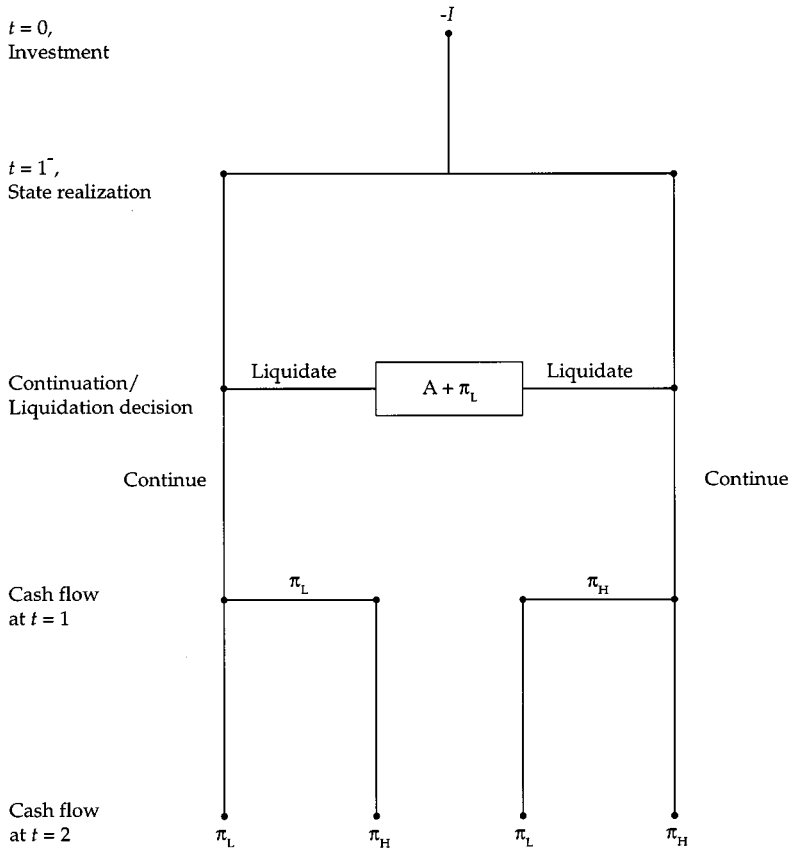 -I
t = 0,
Investment
t = 1⁻,
State realization
Liquidate
A + π_L
Liquidate
Continuation/
Liquidation decision
Continue
Continue
π_L
π_H
Cash flow
at t = 1
Cash flow
at t = 2
π_L
π_H
π_L
π_H